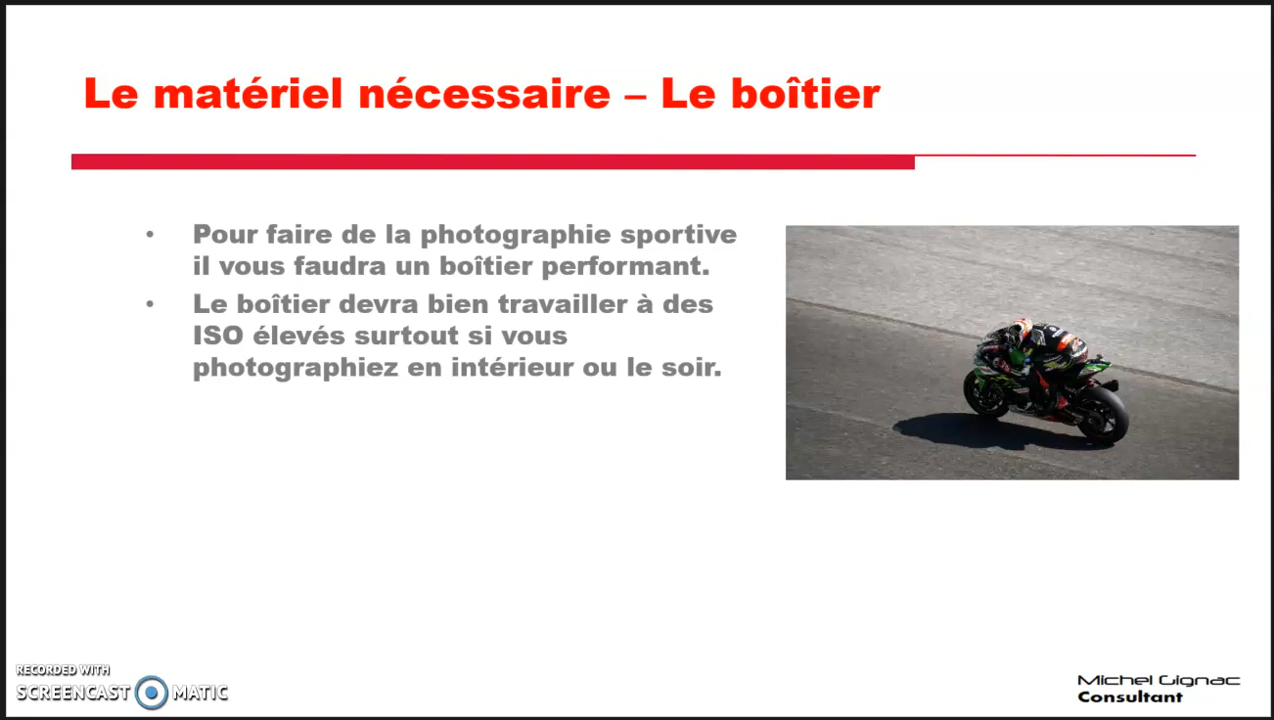 Le matériel nécessaire – Le boîtier
• Pour faire de la photographie sportive
il vous faudra un boîtier performant.
• Le boîtier devra bien travailler à des
ISO élevés surtout si vous
photographiez en intérieur ou le soir.
RECORDED WITH
SCREENCAST MATIC
Michel Gignac
Consultant